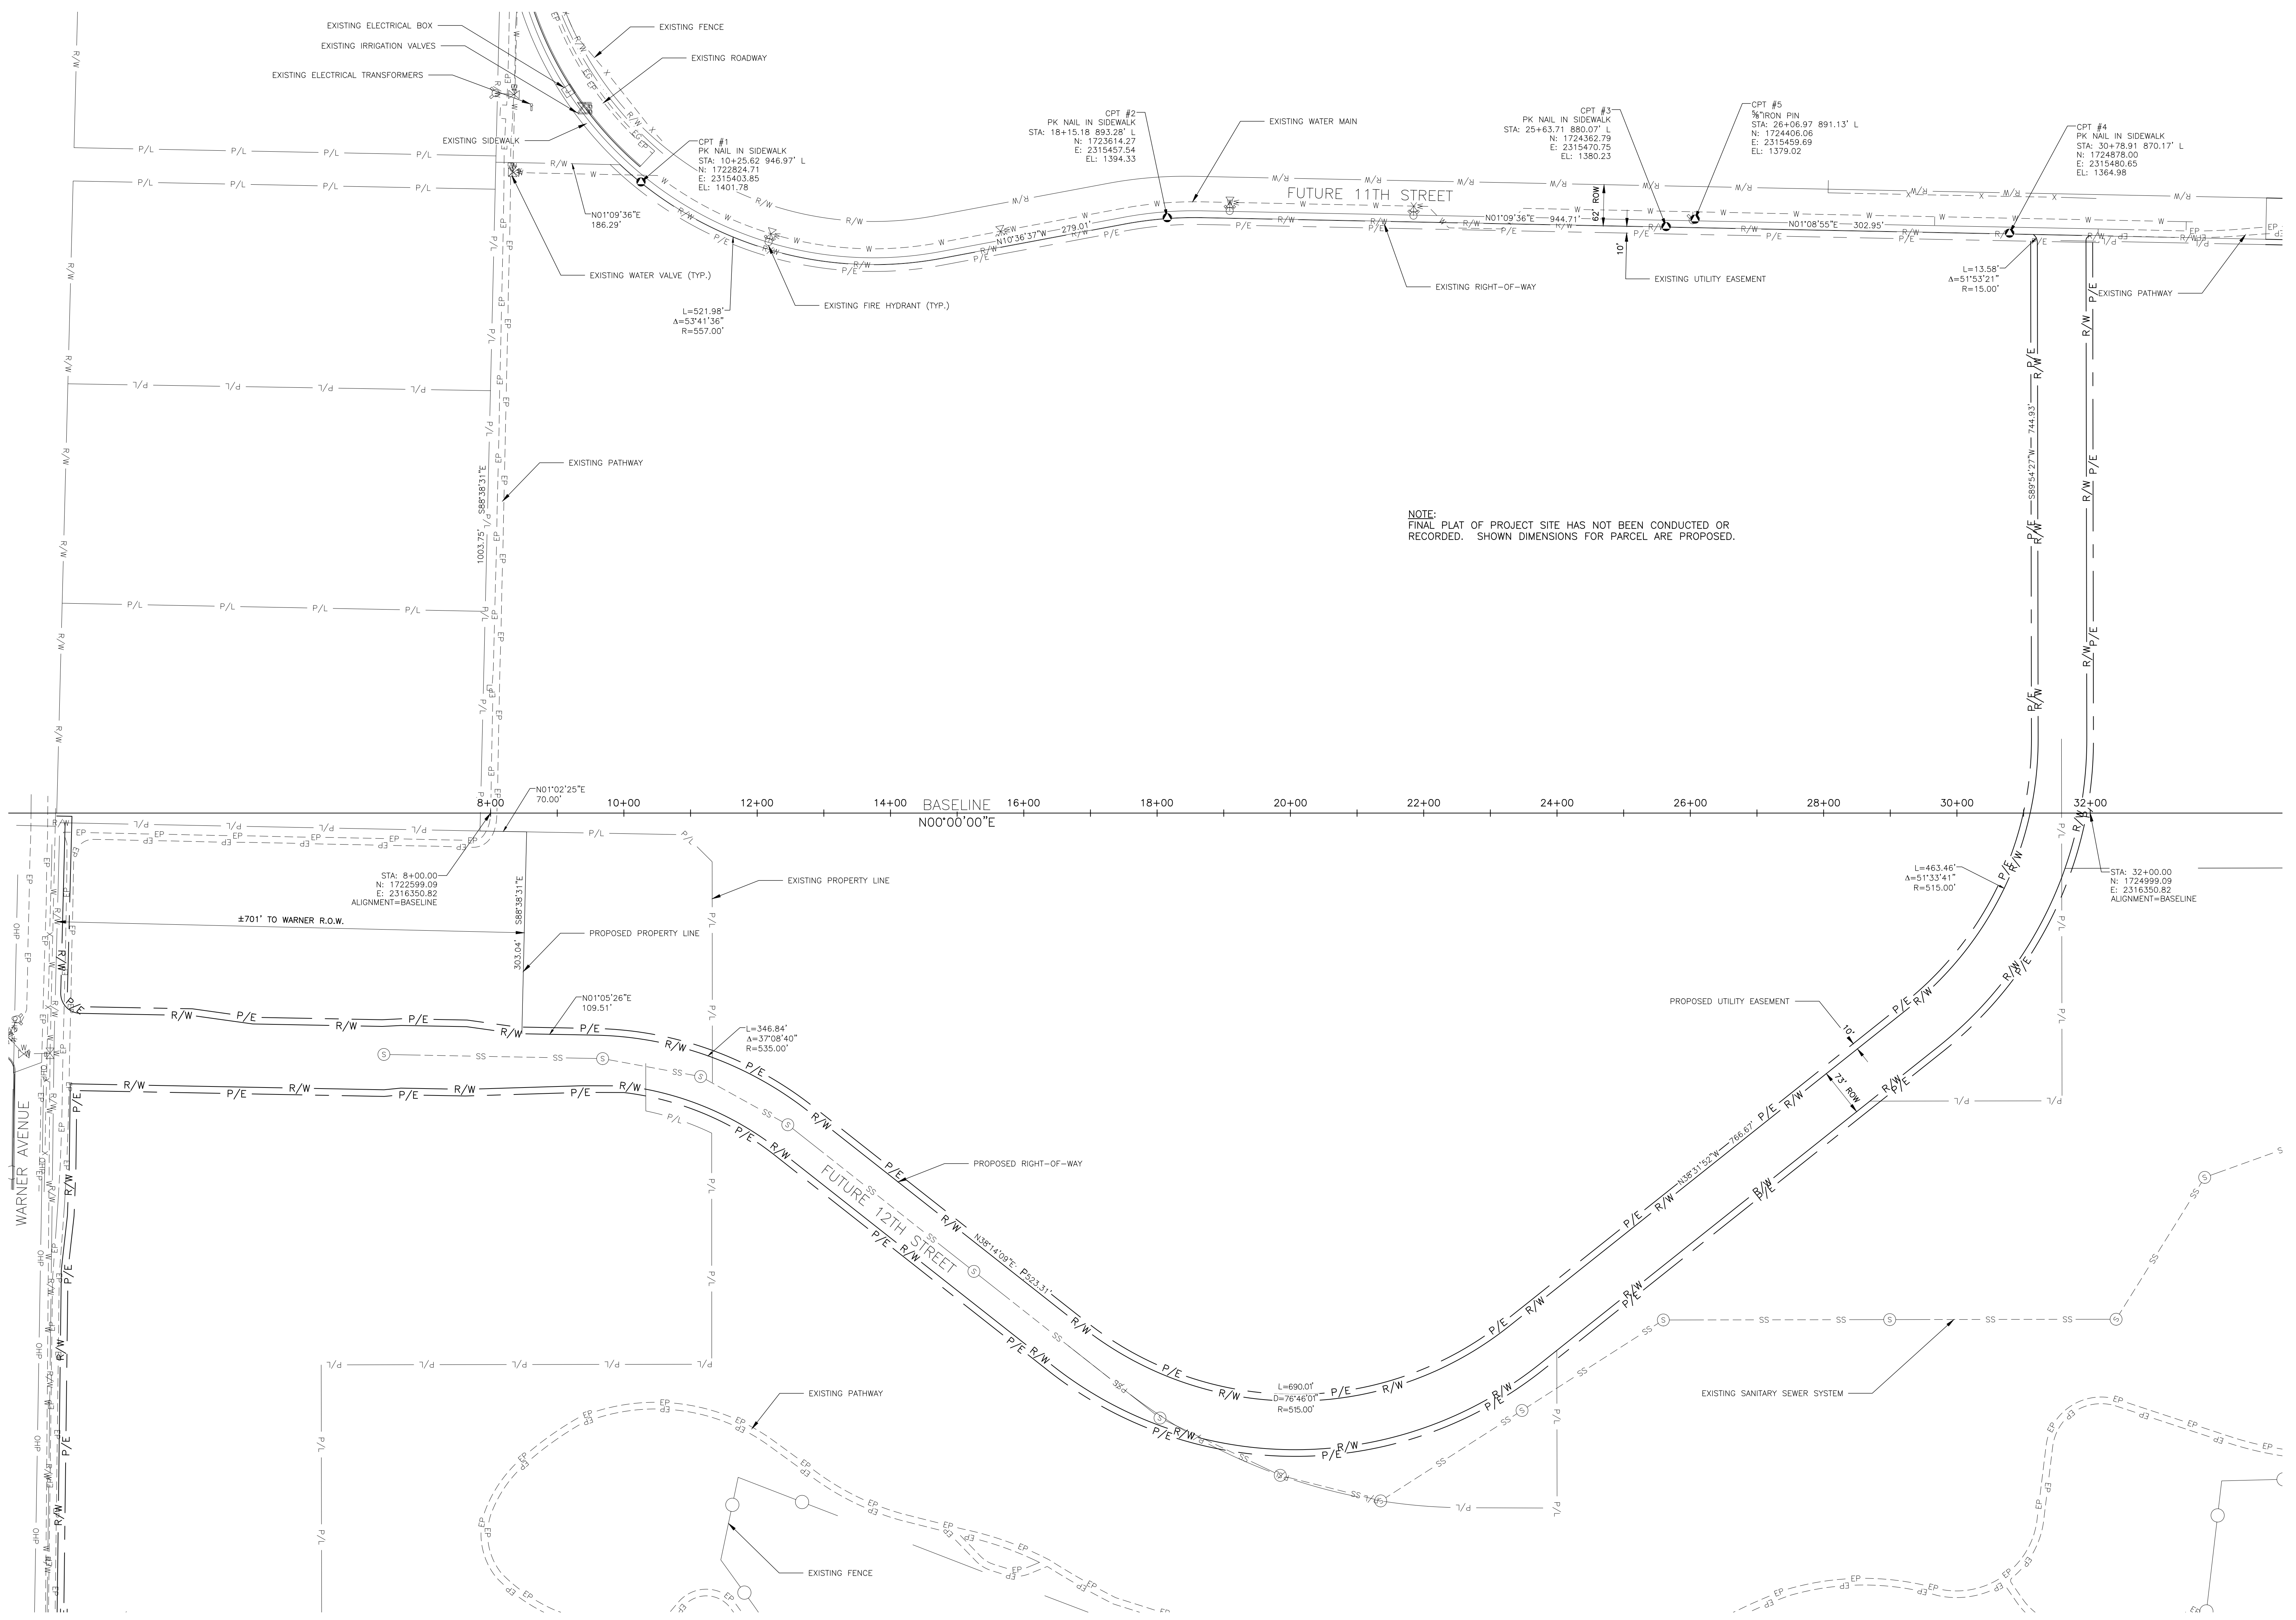 EXISTING ELECTRICAL BOX
EXISTING IRRIGATION VALVES
EXISTING ELECTRICAL TRANSFORMERS
EXISTING SIDEWALK
EXISTING FENCE
EXISTING ROADWAY
CPT #1
PK NAIL IN SIDEWALK
STA: 10+25.62 946.97' L
N: 1722824.71
E: 2315403.85
EL: 1401.78
N01°09'36"E
186.29'
EXISTING WATER VALVE (TYP.)
L=521.98'
Δ=53°41'36"
R=557.00'
EXISTING FIRE HYDRANT (TYP.)
CPT #2
PK NAIL IN SIDEWALK
STA: 18+15.18 893.28' L
N: 1723614.27
E: 2315457.54
EL: 1394.33
EXISTING WATER MAIN
N10°36'37"W 279.01'
FUTURE 11TH STREET
EXISTING RIGHT-OF-WAY
N01°09'36"E 944.71'
62' ROW
10'
CPT #3
PK NAIL IN SIDEWALK
STA: 25+63.71 880.07' L
N: 1724362.79
E: 2315470.75
EL: 1380.23
CPT #5
⅝"IRON PIN
STA: 26+06.97 891.13' L
N: 1724406.06
E: 2315459.69
EL: 1379.02
CPT #4
PK NAIL IN SIDEWALK
STA: 30+78.91 870.17' L
N: 1724878.00
E: 2315480.65
EL: 1364.98
N01°08'55"E 302.95'
EXISTING UTILITY EASEMENT
L=13.58'
Δ=51°53'21"
R=15.00'
EXISTING PATHWAY
S89°54'27"W 744.93'
EXISTING PATHWAY
1003.75' S88°38'31"E
NOTE:
FINAL PLAT OF PROJECT SITE HAS NOT BEEN CONDUCTED OR
RECORDED. SHOWN DIMENSIONS FOR PARCEL ARE PROPOSED.
N01°02'25"E
70.00'
8+00 10+00 12+00 14+00 BASELINE 16+00 18+00 20+00 22+00 24+00 26+00 28+00 30+00 32+00
N00°00'00"E
STA: 8+00.00
N: 1722599.09
E: 2316350.82
ALIGNMENT=BASELINE
±701' TO WARNER R.O.W.
303.04' S88°38'31"E
EXISTING PROPERTY LINE
PROPOSED PROPERTY LINE
N01°05'26"E
109.51'
L=346.84'
Δ=37°08'40"
R=535.00'
L=463.46'
Δ=51°33'41"
R=515.00'
STA: 32+00.00
N: 1724999.09
E: 2316350.82
ALIGNMENT=BASELINE
PROPOSED UTILITY EASEMENT
10'
73' ROW
WARNER AVENUE
PROPOSED RIGHT-OF-WAY
FUTURE 12TH STREET
N38°14'09"E
523.31'
N38°31'52"W 766.67'
L=690.01'
D=76°46'01"
R=515.00'
EXISTING PATHWAY
EXISTING SANITARY SEWER SYSTEM
EXISTING FENCE